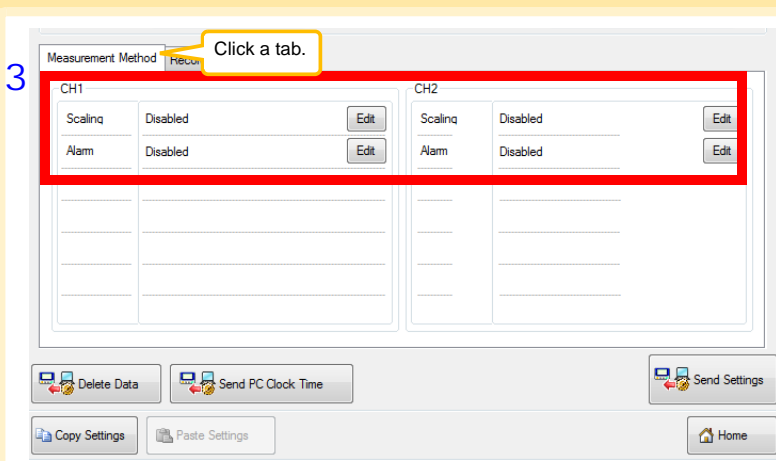 Click a tab.
Measurement Method
3
CH1 CH2
Scaling Disabled Edit Scaling Disabled Edit
Alarm Disabled Edit Alarm Disabled Edit
Delete Data Send PC Clock Time Send Settings
Copy Settings Paste Settings Home